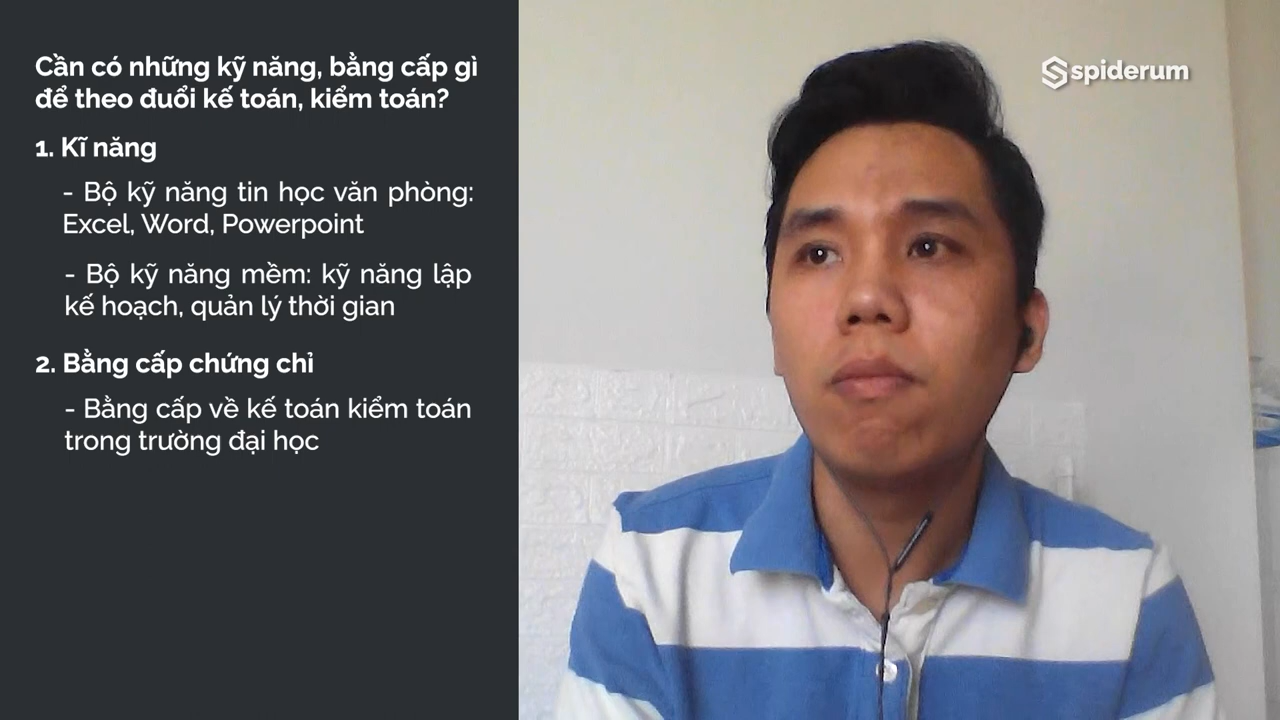 Cần có những kỹ năng, bằng cấp gì
để theo đuổi kế toán, kiểm toán?
1. Kĩ năng
- Bộ kỹ năng tin học văn phòng:
Excel, Word, Powerpoint
- Bộ kỹ năng mềm: kỹ năng lập
kế hoạch, quản lý thời gian
2. Bằng cấp chứng chỉ
- Bằng cấp về kế toán kiểm toán
trong trường đại học
spiderum